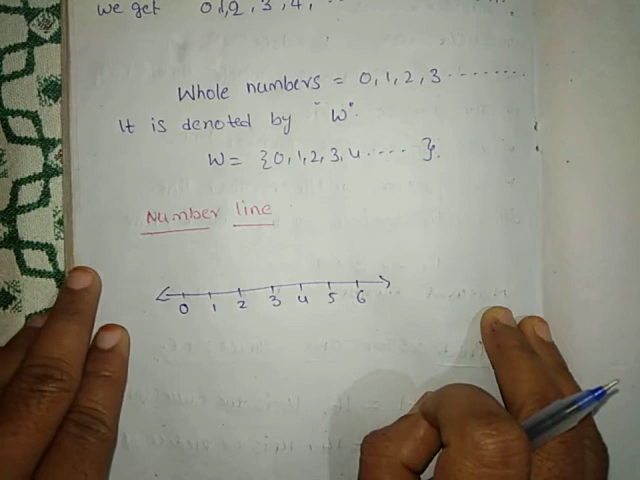 we get 0,1,2,3,4,..
Whole numbers = 0,1,2,3........
It is denoted by "W".
W = {0,1,2,3,4.....}.
Number line
0 1 2 3 4 5 6